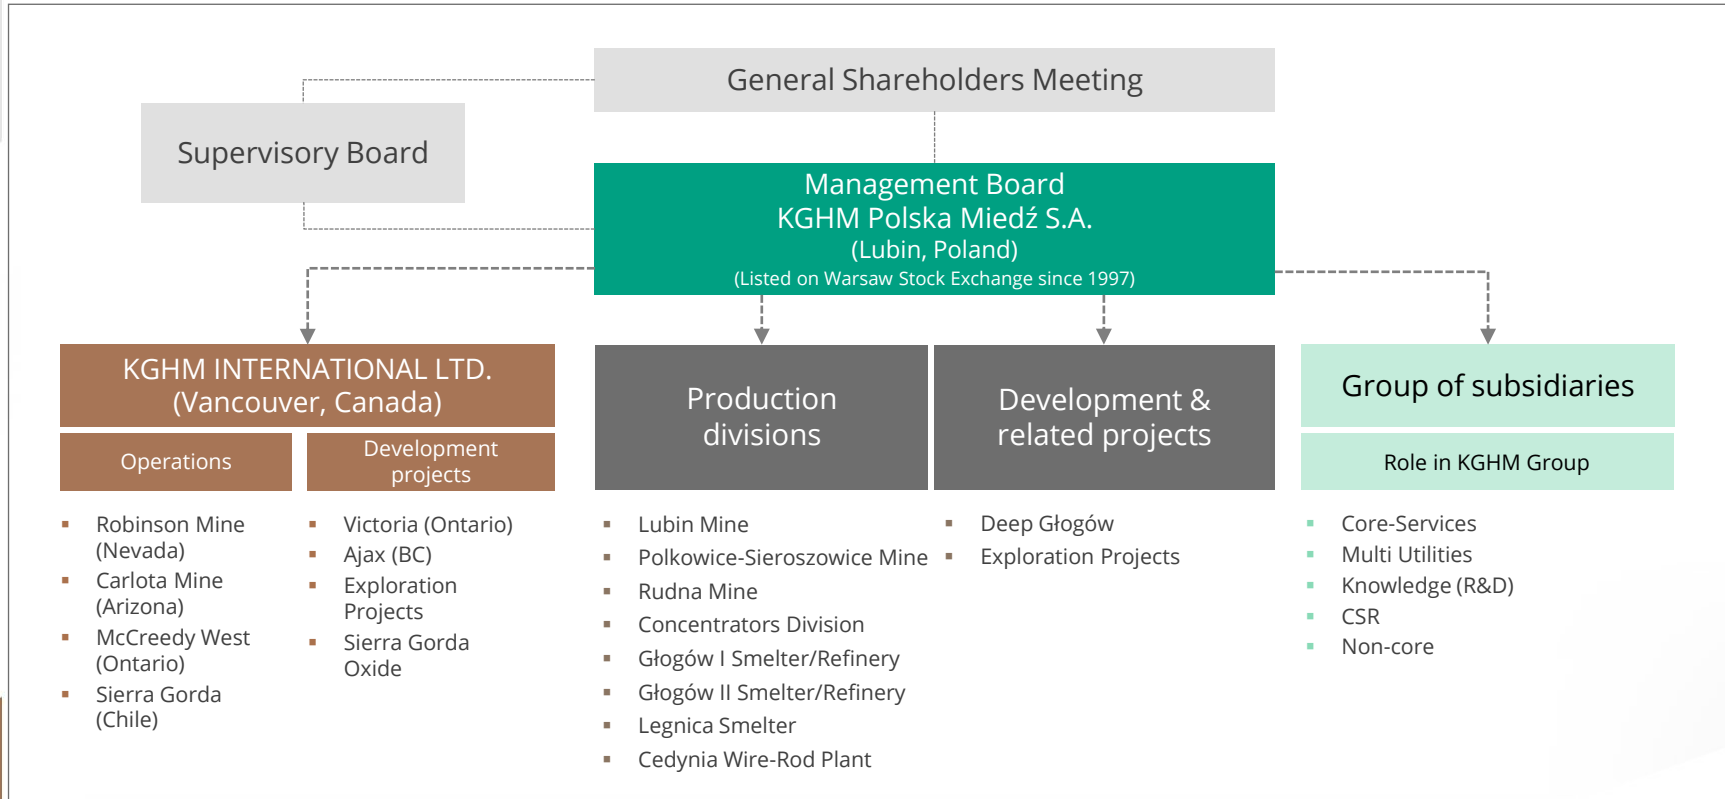 General Shareholders Meeting
Supervisory Board
Management Board
KGHM Polska Miedź S.A.
(Lubin, Poland)
(Listed on Warsaw Stock Exchange since 1997)
KGHM INTERNATIONAL LTD.
(Vancouver, Canada)
Operations
Robinson Mine
(Nevada)
Carlota Mine
(Arizona)
McCreedy West
(Ontario)
Sierra Gorda
(Chile)
Development
projects
Victoria (Ontario)
Ajax (BC)
Exploration
Projects
Sierra Gorda
Oxide
Production
divisions
Lubin Mine
Polkowice-Sieroszowice Mine
Rudna Mine
Concentrators Division
Głogów I Smelter/Refinery
Głogów II Smelter/Refinery
Legnica Smelter
Cedynia Wire-Rod Plant
Development &
related projects
Deep Głogów
Exploration Projects
Group of subsidiaries
Role in KGHM Group
Core-Services
Multi Utilities
Knowledge (R&D)
CSR
Non-core